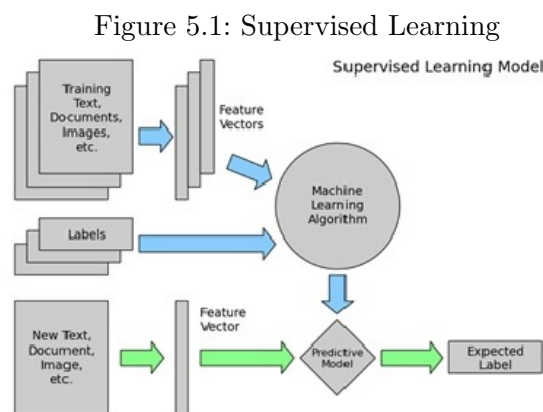 Figure 5.1: Supervised Learning
Supervised Learning Model
Training
Text,
Documents,
Images,
etc.
Feature
Vectors
Machine
Learning
Algorithm
Labels
New Text,
Document,
Image,
etc.
Feature
Vector
Predictive
Model
Expected
Label